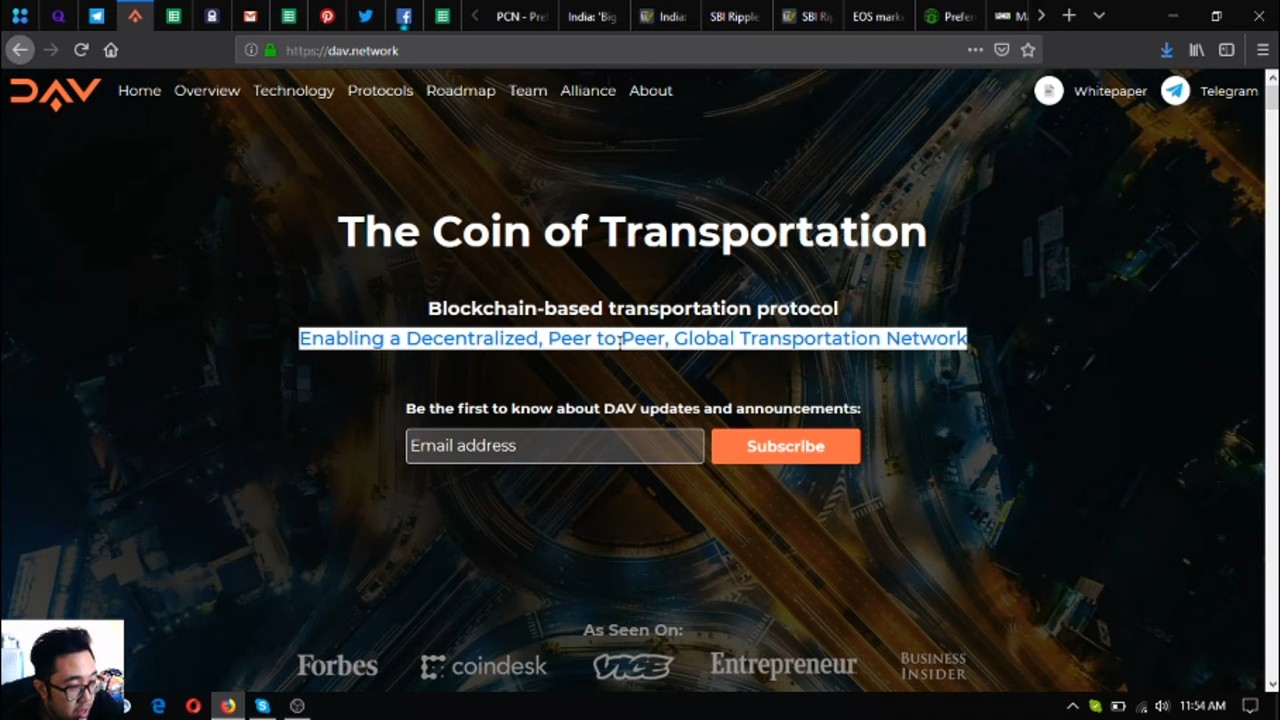 PCN - Pre
India: 'Big
India:
SBI Ripple
SBI Rip
EOS mark
Prefer
https://dav.network
DAV
Home
Overview
Technology
Protocols
Roadmap
Team
Alliance
About
Whitepaper
Telegram
The Coin of Transportation
Blockchain-based transportation protocol
Enabling a Decentralized, Peer to Peer, Global Transportation Network
Be the first to know about DAV updates and announcements:
Email address
Subscribe
As Seen On:
Forbes
coindesk
VICE
Entrepreneur
BUSINESS
INSIDER
11:54 AM